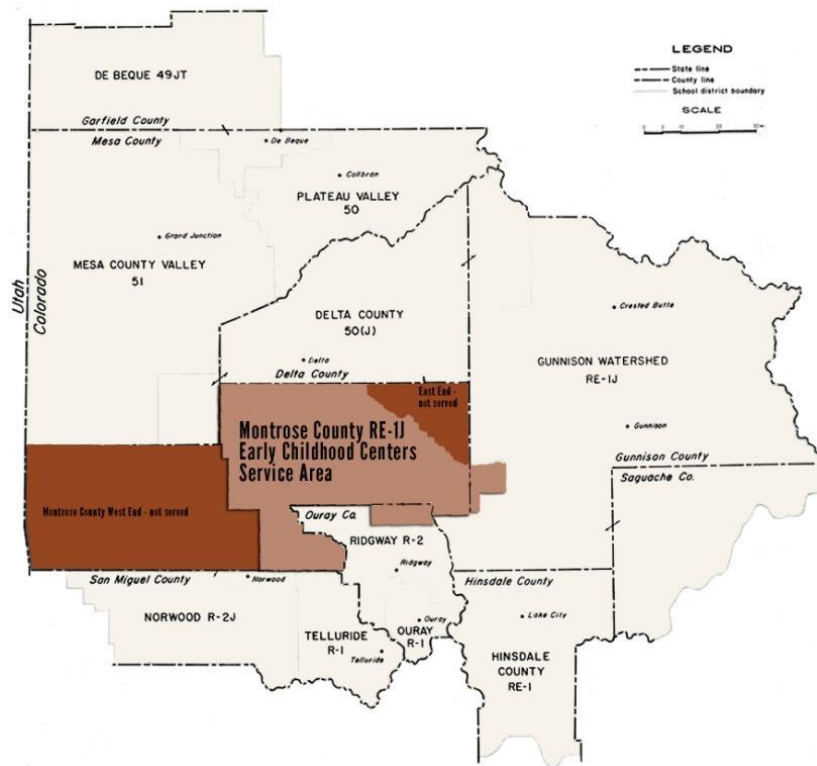 LEGEND
State line
County line
School district boundary
SCALE
DE BEQUE 49JT
Garfield County
Mesa County
De Beque
Collbran
PLATEAU VALLEY
50
Grand Junction
MESA COUNTY VALLEY
51
Utah
Colorado
DELTA COUNTY
50(J)
Delta
Delta County
Crested Butte
GUNNISON WATERSHED
RE-1J
East End -
not served
Montrose County RE-1J
Early Childhood Centers
Service Area
Gunnison
Gunnison County
Saguache Co.
Montrose County West End - not served
Ouray Co.
RIDGWAY R-2
Ridgway
San Miguel County
Norwood
Hinsdale County
NORWOOD R-2J
TELLURIDE
R-1
Telluride
OURAY
R-1
Ouray
Lake City
HINSDALE
COUNTY
RE-1